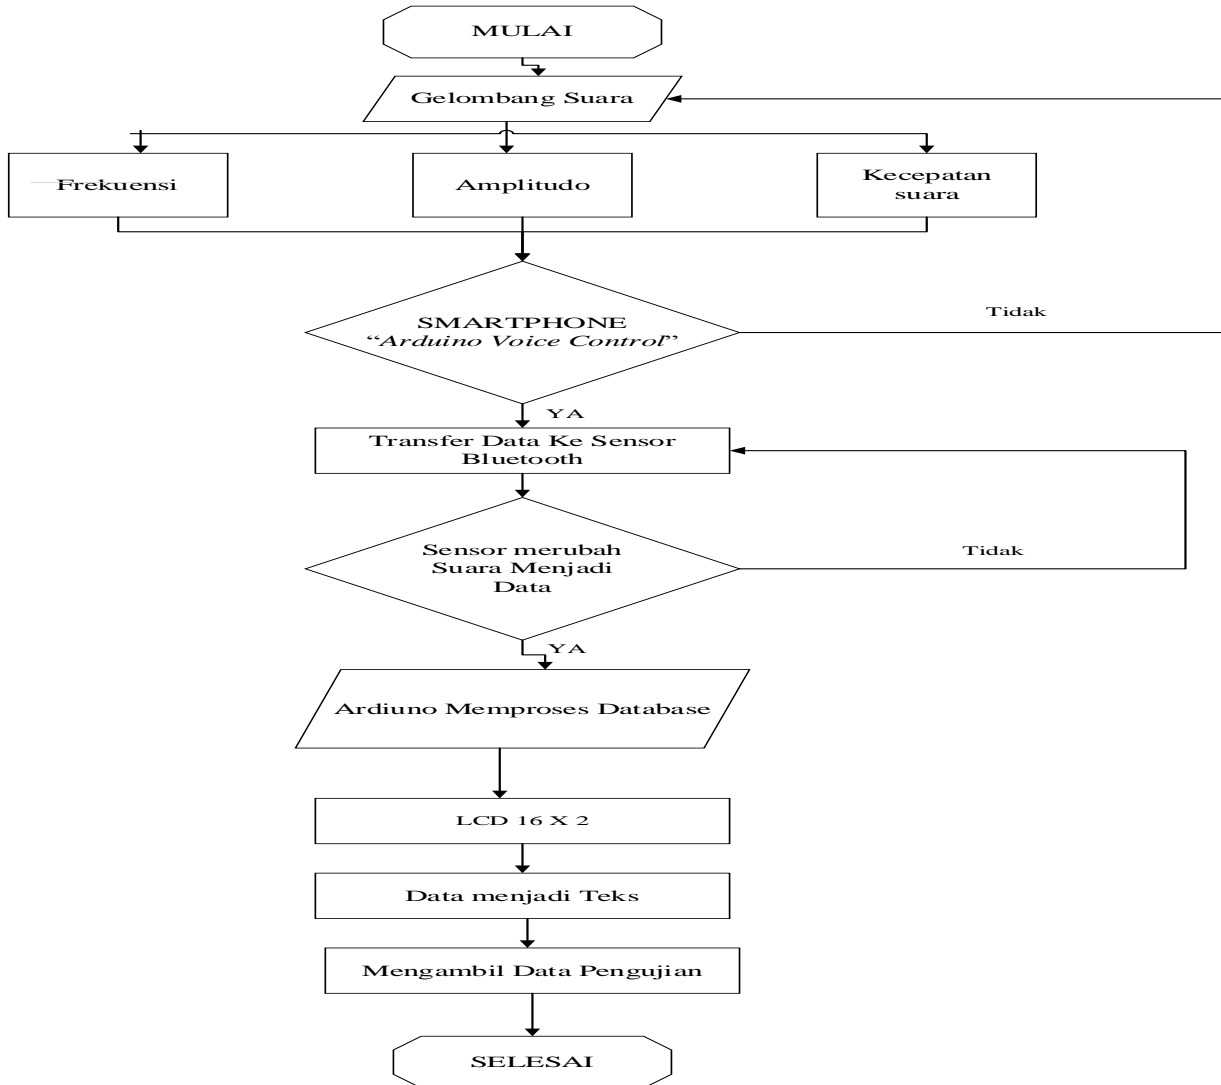 MULAI
Gelombang Suara
Frekuensi
Amplitudo
Kecepatan
suara
SMARTPHONE
“Arduino Voice Control”
Tidak
YA
Transfer Data Ke Sensor
Bluetooth
Sensor merubah
Suara Menjadi
Data
Tidak
YA
Ardiuno Memproses Database
LCD 16 X 2
Data menjadi Teks
Mengambil Data Pengujian
SELESAI